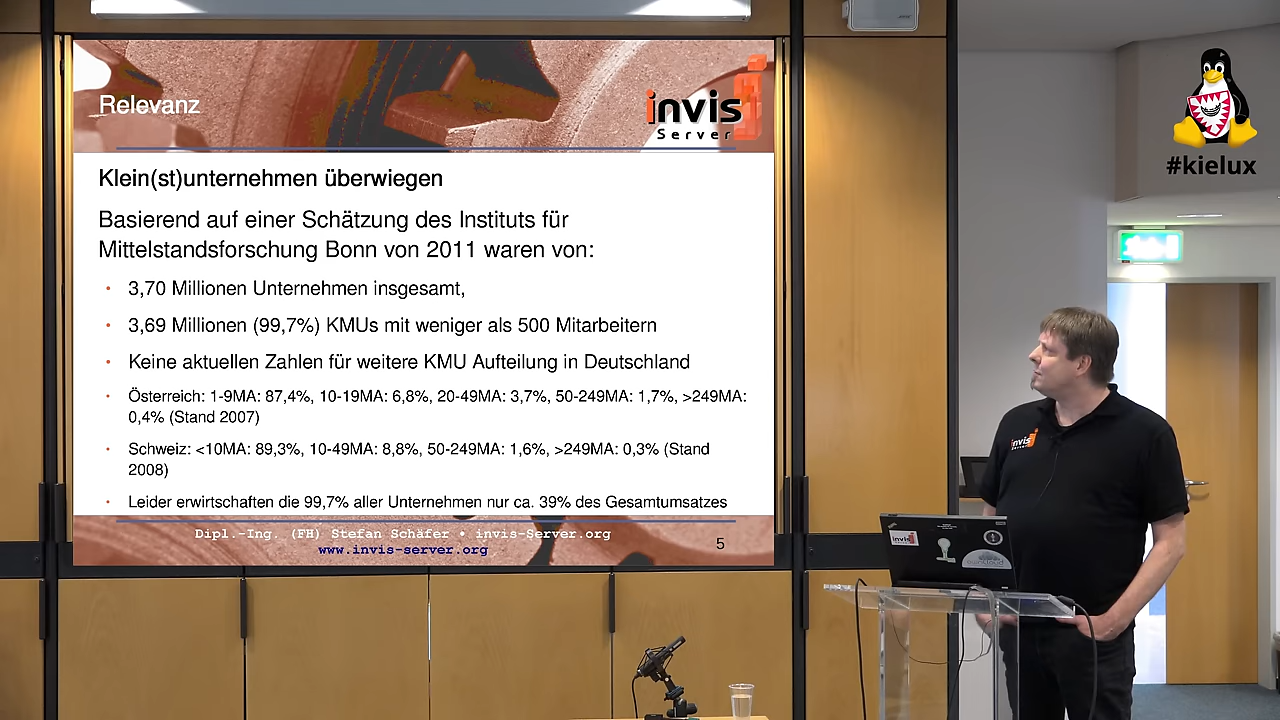 Relevanz
invis
Server
Klein(st)unternehmen überwiegen
Basierend auf einer Schätzung des Instituts für
Mittelstandsforschung Bonn von 2011 waren von:
3,70 Millionen Unternehmen insgesamt,
3,69 Millionen (99,7%) KMUs mit weniger als 500 Mitarbeitern
Keine aktuellen Zahlen für weitere KMU Aufteilung in Deutschland
Österreich: 1-9MA: 87,4%, 10-19MA: 6,8%, 20-49MA: 3,7%, 50-249MA: 1,7%, >249MA:
0,4% (Stand 2007)
Schweiz: <10MA: 89,3%, 10-49MA: 8,8%, 50-249MA: 1,6%, >249MA: 0,3% (Stand
2008)
Leider erwirtschaften die 99,7% aller Unternehmen nur ca. 39% des Gesamtumsatzes
Dipl.-Ing. (FH) Stefan Schäfer • invis-Server.org
www.invis-server.org
5
#kielux
invis
invis
ownCloud